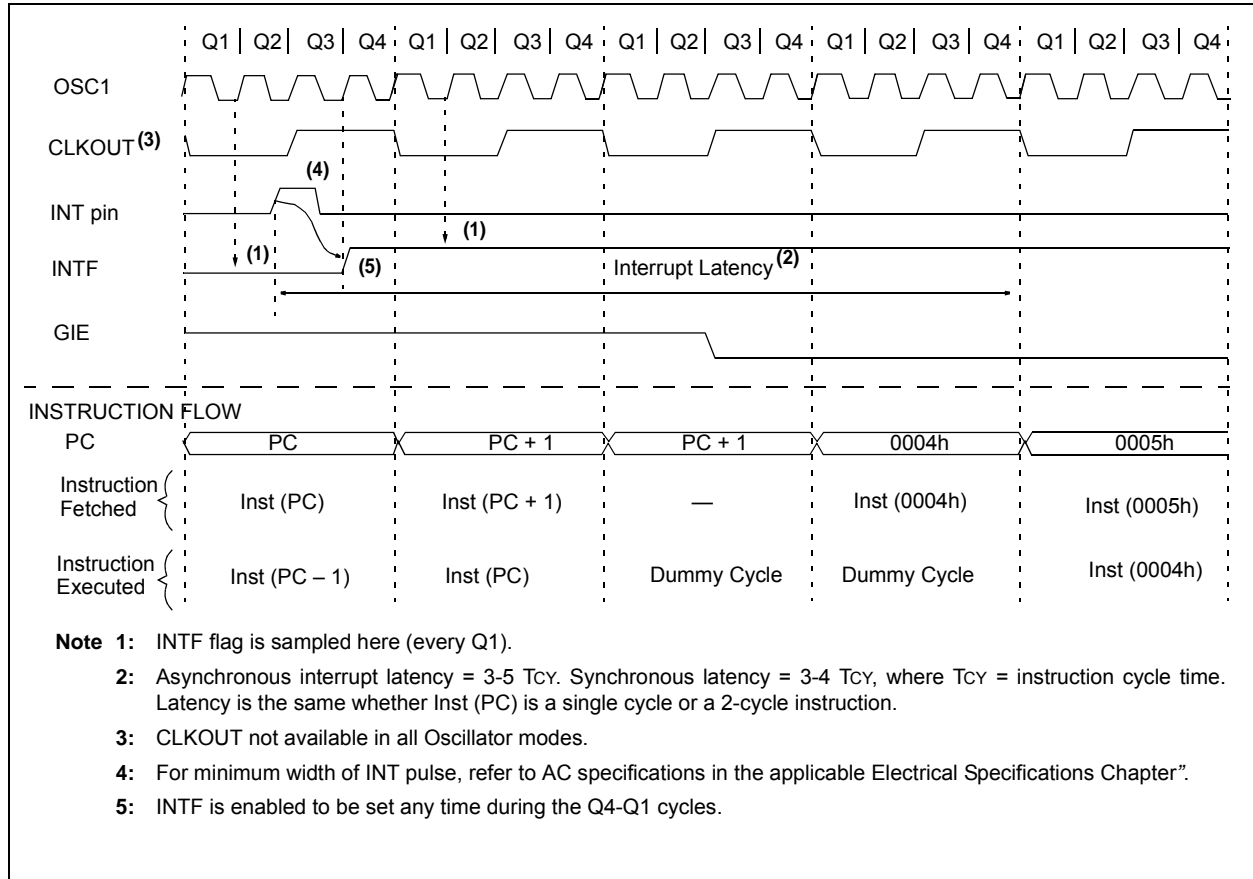 Q1 | Q2 | Q3 | Q4 Q1 | Q2 | Q3 | Q4 Q1 | Q2 | Q3 | Q4 Q1 | Q2 | Q3 | Q4 Q1 | Q2 | Q3 | Q4
OSC1
CLKOUT (3)
(4)
INT pin
(1)
(1)
INTF
(5)
Interrupt Latency (2)
GIE
INSTRUCTION FLOW
PC PC PC + 1 PC + 1 0004h 0005h
Instruction
Fetched
Inst (PC) Inst (PC + 1) — Inst (0004h) Inst (0005h)
Instruction
Executed
Inst (PC – 1) Inst (PC) Dummy Cycle Dummy Cycle Inst (0004h)
Note 1: INTF flag is sampled here (every Q1).
2: Asynchronous interrupt latency = 3-5 TCY. Synchronous latency = 3-4 TCY, where TCY = instruction cycle time.
Latency is the same whether Inst (PC) is a single cycle or a 2-cycle instruction.
3: CLKOUT not available in all Oscillator modes.
4: For minimum width of INT pulse, refer to AC specifications in the applicable Electrical Specifications Chapter”.
5: INTF is enabled to be set any time during the Q4-Q1 cycles.